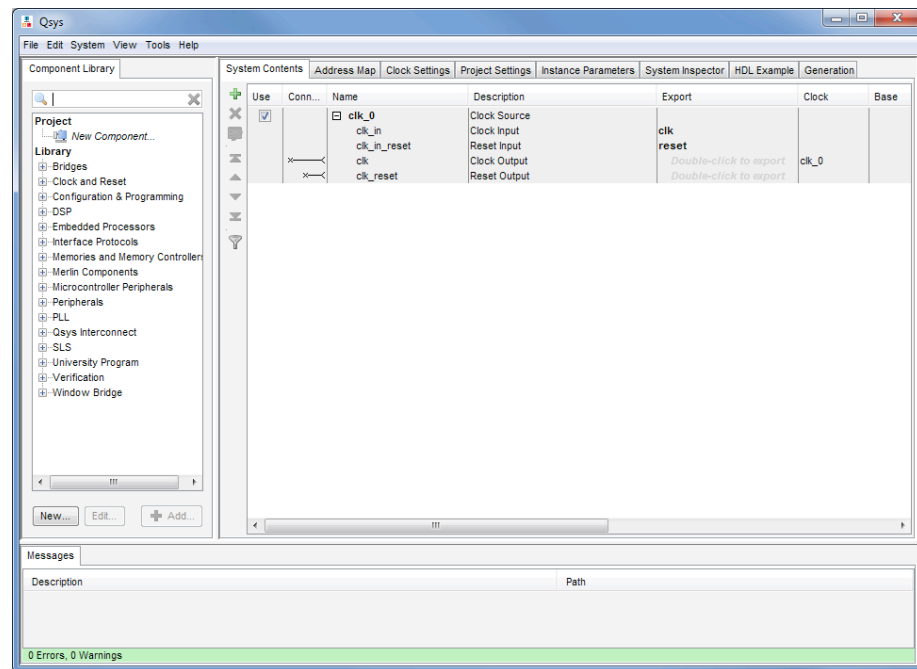 Qsys
File Edit System View Tools Help
Component Library
Project
New Component...
Library
Bridges
Clock and Reset
Configuration & Programming
DSP
Embedded Processors
Interface Protocols
Memories and Memory Controller
Merlin Components
Microcontroller Peripherals
Peripherals
PLL
Qsys Interconnect
SLS
University Program
Verification
Window Bridge
New... Edit... Add...
System Contents Address Map Clock Settings Project Settings Instance Parameters System Inspector HDL Example Generation
Use Conn... Name Description Export Clock Base
clk_0 Clock Source
clk_in Clock Input clk
clk_in_reset Reset Input reset
clk Clock Output Double-click to export clk_0
clk_reset Reset Output Double-click to export
Messages
Description Path
0 Errors, 0 Warnings